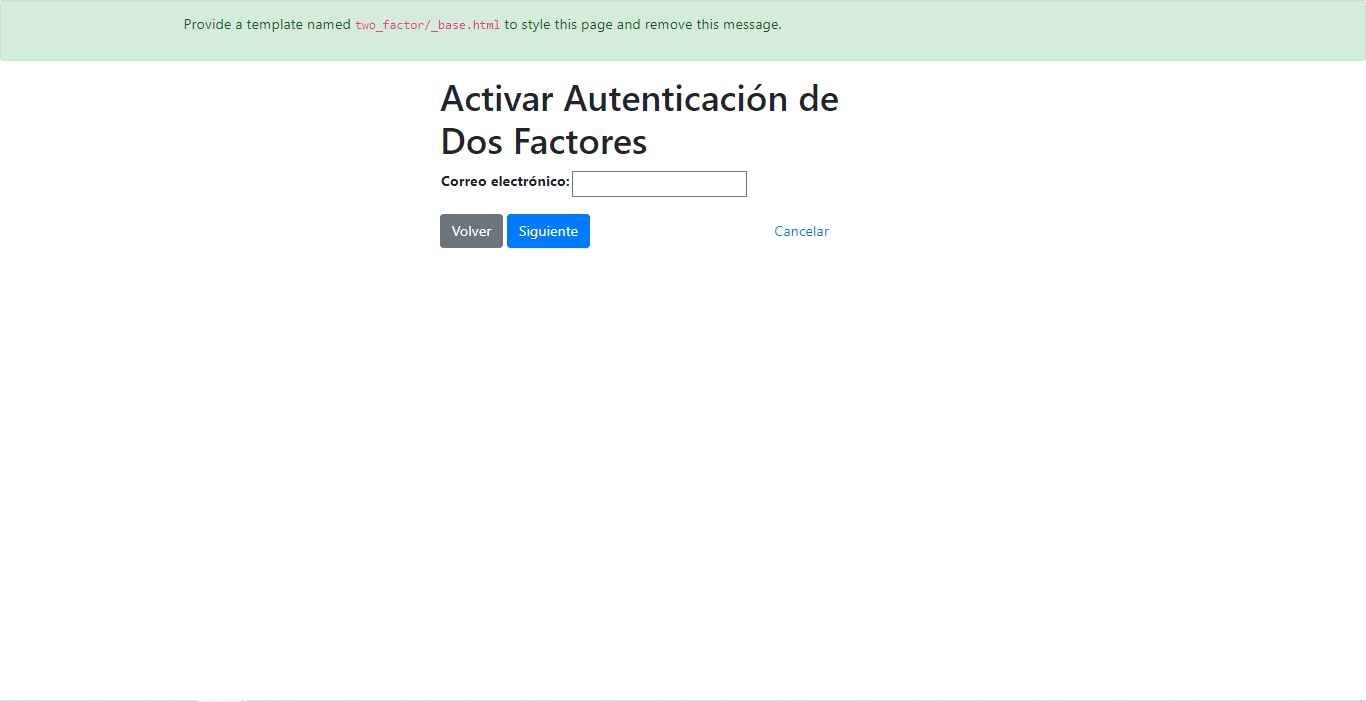 Provide a template named two_factor/_base.html to style this page and remove this message.
Activar Autenticación de
Dos Factores
Correo electrónico:
Volver Siguiente Cancelar